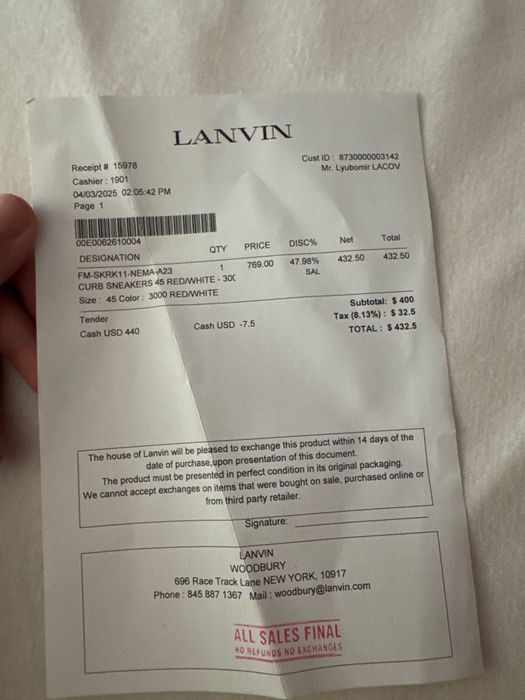 LANVIN
Receipt # 15978
Cashier : 1901
04/03/2025 02:05:42 PM
Page 1
Cust ID : 8730000003142
Mr. Lyubomir LACOV
00E0062610004
DESIGNATION QTY PRICE DISC% Net Total
FM-SKRK11-NEMA-A23 1 769.00 47.98% 432.50 432.50
CURB SNEAKERS 45 RED/WHITE - 300 SAL
Size : 45 Color : 3000 RED/WHITE
Tender
Cash USD 440 Cash USD -7.5
Subtotal: $ 400
Tax (8.13%) : $ 32.5
TOTAL : $ 432.5
The house of Lanvin will be pleased to exchange this product within 14 days of the
date of purchase,upon presentation of this document.
The product must be presented in perfect condition in its original packaging.
We cannot accept exchanges on items that were bought on sale, purchased online or
from third party retailer.
Signature:
LANVIN
WOODBURY
696 Race Track Lane NEW YORK, 10917
Phone : 845 887 1367 Mail : woodbury@lanvin.com
ALL SALES FINAL
NO REFUNDS NO EXCHANGES